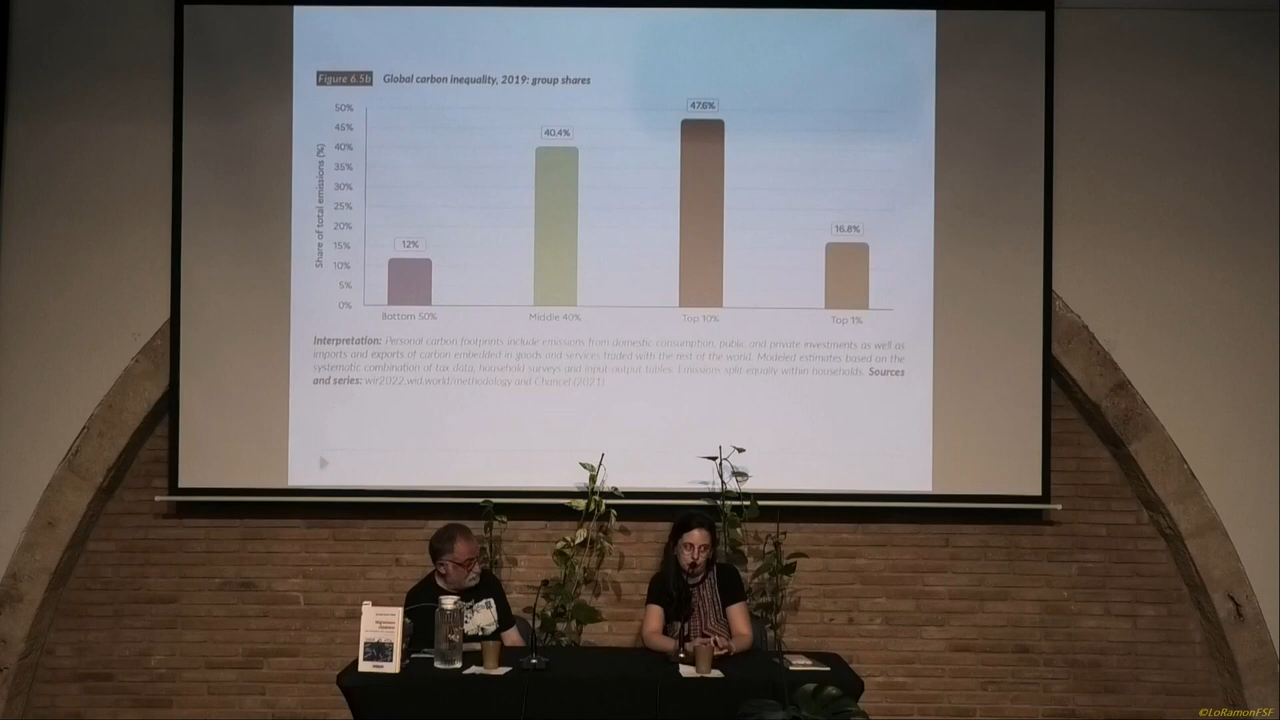 Figure 6.5b Global carbon inequality, 2019: group shares
Share of total emissions (%)
50%
45%
40%
35%
30%
25%
20%
15%
10%
5%
0%
12%
40.4%
47.6%
16.8%
Bottom 50%
Middle 40%
Top 10%
Top 1%
Interpretation: Personal carbon footprints include emissions from domestic consumption, public and private investments as well as
imports and exports of carbon embedded in goods and services traded with the rest of the world. Modeled estimates based on the
systematic combination of tax data, household surveys and input-output tables. Emissions split equally within households. Sources
and series: wir2022.wid.world/methodology and Chancel (2021)
©LoRamonFSF